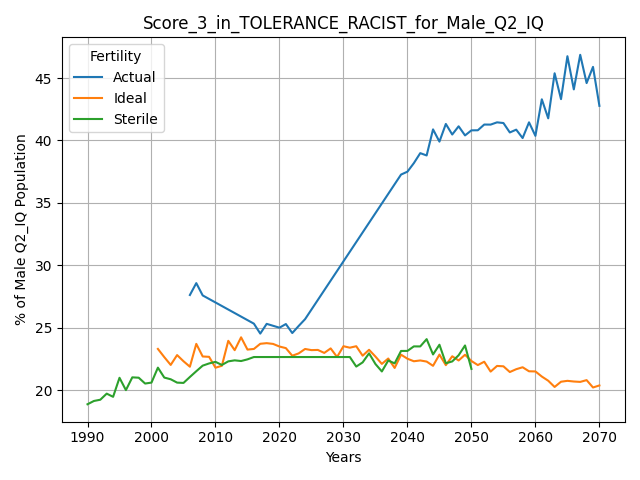 Score_3_in_TOLERANCE_RACIST_for_Male_Q2_IQ
Fertility
Actual
Ideal
Sterile
% of Male Q2_IQ Population
45
40
35
30
25
20
1990 2000 2010 2020 2030 2040 2050 2060 2070
Years